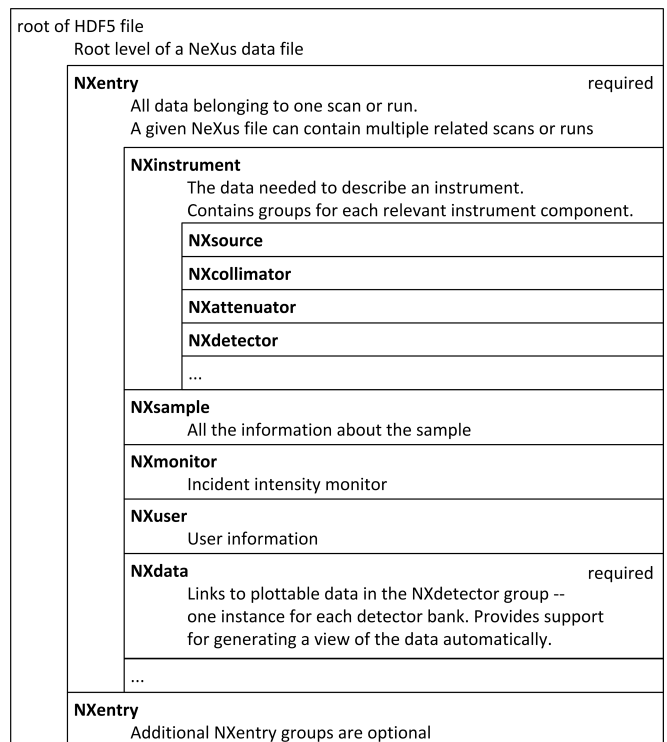 root of HDF5 file
Root level of a NeXus data file
NXentry required
All data belonging to one scan or run.
A given NeXus file can contain multiple related scans or runs
NXinstrument
The data needed to describe an instrument.
Contains groups for each relevant instrument component.
NXsource
NXcollimator
NXattenuator
NXdetector
...
NXsample
All the information about the sample
NXmonitor
Incident intensity monitor
NXuser
User information
NXdata required
Links to plottable data in the NXdetector group --
one instance for each detector bank. Provides support
for generating a view of the data automatically.
...
NXentry
Additional NXentry groups are optional